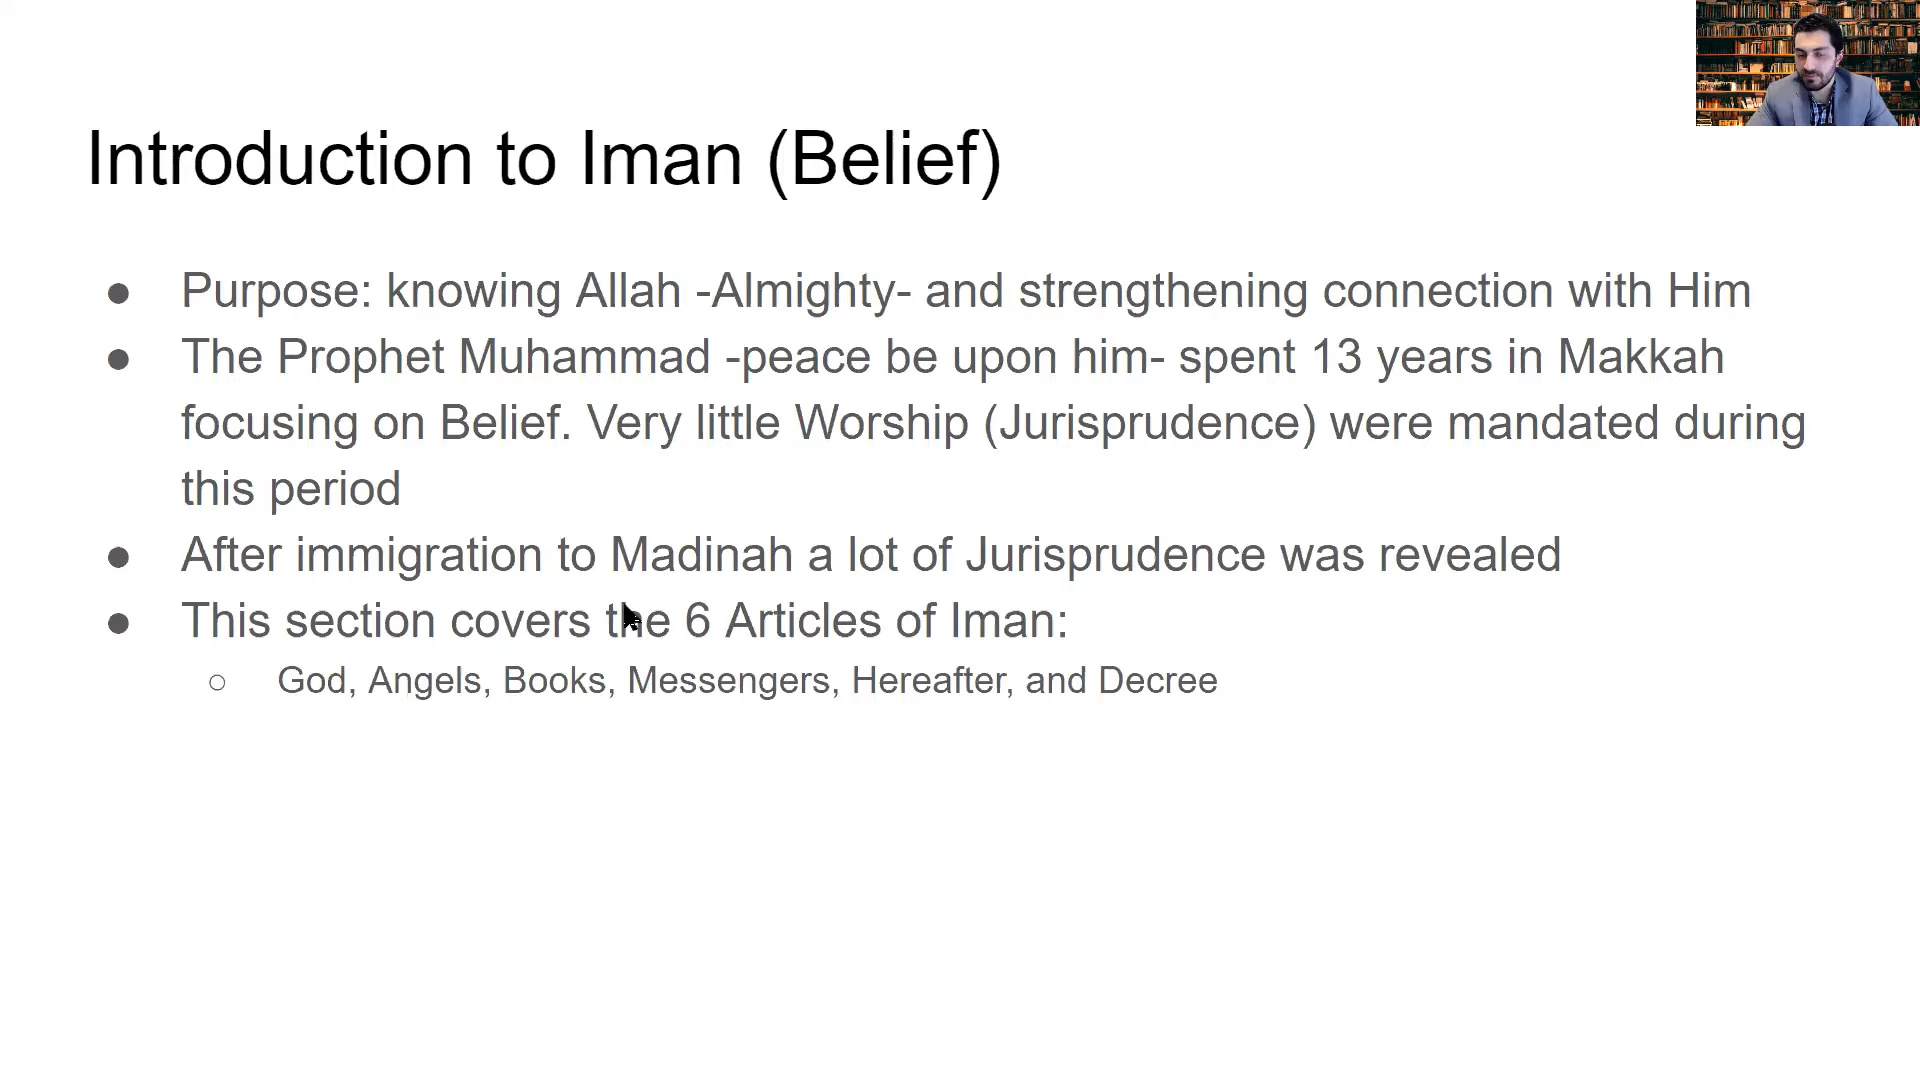 Introduction to Iman (Belief)
● Purpose: knowing Allah -Almighty- and strengthening connection with Him
● The Prophet Muhammad -peace be upon him- spent 13 years in Makkah
focusing on Belief. Very little Worship (Jurisprudence) were mandated during
this period
● After immigration to Madinah a lot of Jurisprudence was revealed
● This section covers the 6 Articles of Iman:
○ God, Angels, Books, Messengers, Hereafter, and Decree